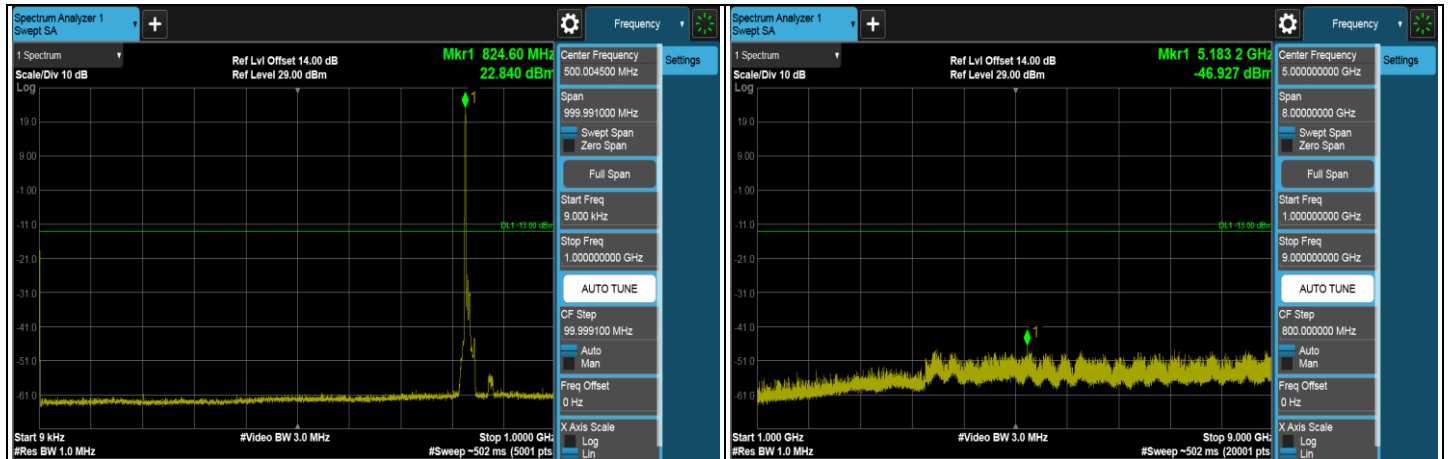 Spectrum Analyzer 1
Swept SA
+
Frequency
1 Spectrum
Scale/Div 10 dB
Log
Ref Lvl Offset 14.00 dB
Ref Level 29.00 dBm
Mkr1 824.60 MHz
22.840 dBm
1
19.0
9.00
-1.00
-11.0
-21.0
-31.0
-41.0
-51.0
-61.0
DL1 -13.00 dBm
Start 9 kHz
#Res BW 1.0 MHz
#Video BW 3.0 MHz
Stop 1.0000 GHz
#Sweep ~502 ms (5001 pts
Center Frequency
500.004500 MHz
Span
999.991000 MHz
Swept Span
Zero Span
Full Span
Start Freq
9.000 kHz
Stop Freq
1.000000000 GHz
AUTO TUNE
CF Step
99.999100 MHz
Auto
Man
Freq Offset
0 Hz
X Axis Scale
Log
Lin
Settings
Spectrum Analyzer 1
Swept SA
+
Frequency
1 Spectrum
Scale/Div 10 dB
Log
Ref Lvl Offset 14.00 dB
Ref Level 29.00 dBm
Mkr1 5.183 2 GHz
-46.927 dBm
1
19.0
9.00
-1.00
-11.0
-21.0
-31.0
-41.0
-51.0
-61.0
DL1 -13.00 dBm
Start 1.000 GHz
#Res BW 1.0 MHz
#Video BW 3.0 MHz
Stop 9.000 GHz
#Sweep ~502 ms (20001 pts
Center Frequency
5.000000000 GHz
Span
8.00000000 GHz
Swept Span
Zero Span
Full Span
Start Freq
1.000000000 GHz
Stop Freq
9.000000000 GHz
AUTO TUNE
CF Step
800.000000 MHz
Auto
Man
Freq Offset
0 Hz
X Axis Scale
Log
Lin
Settings